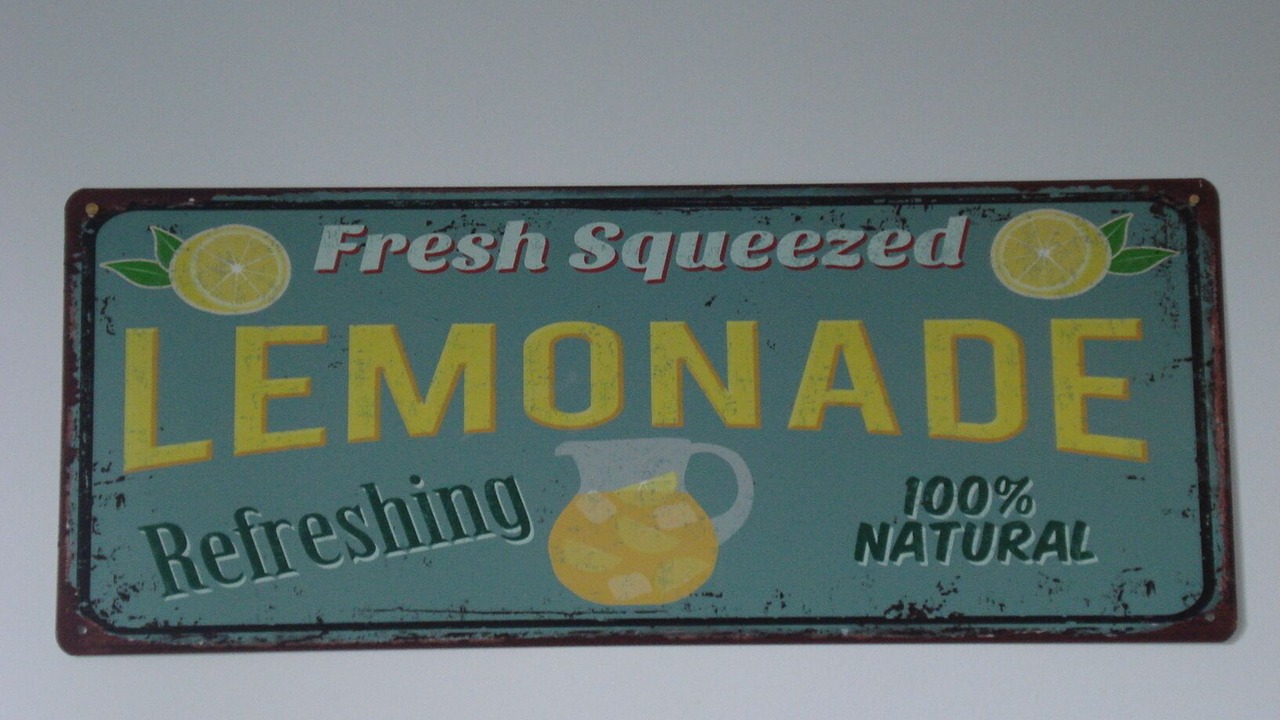 Fresh Squeezed
LEMONADE
Refreshing
100%
NATURAL